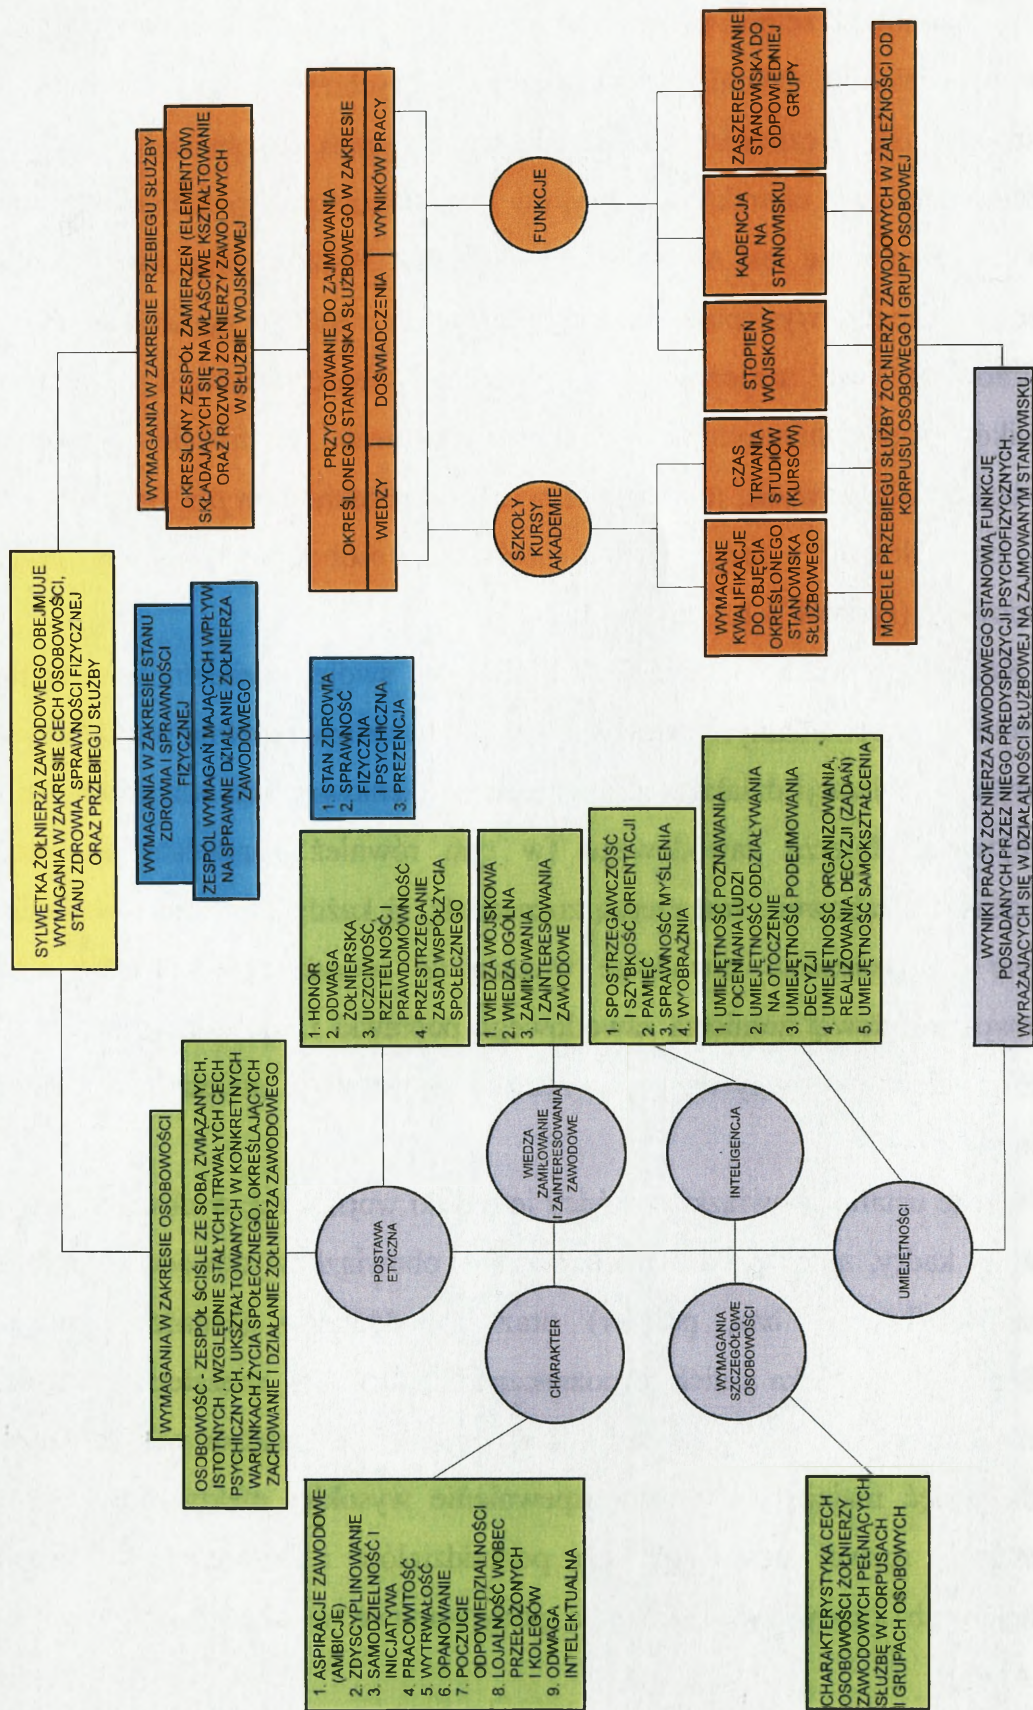 SYLWETKA ŻOŁNIERZA ZAWODOWEGO OBEJMUJE
WYMAGANIA W ZAKRESIE CECH OSOBOWOŚCI,
STANU ZDROWIA, SPRAWNOŚCI FIZYCZNEJ
ORAZ PRZEBIEGU SŁUŻBY
WYMAGANIA W ZAKRESIE OSOBOWOŚCI
OSOBOWOŚĆ - ZESPÓŁ ŚCIŚLE ZE SOBĄ ZWIĄZANYCH,
ISTOTNYCH, WZGLĘDNIE STAŁYCH I TRWAŁYCH CECH
PSYCHICZNYCH, UKSZTAŁTOWANYCH W KONKRETNYCH
WARUNKACH ŻYCIA SPOŁECZNEGO, OKREŚLAJĄCYCH
ZACHOWANIE I DZIAŁANIE ŻOŁNIERZA ZAWODOWEGO
WYMAGANIA W ZAKRESIE STANU
ZDROWIA I SPRAWNOŚCI
FIZYCZNEJ
ZESPÓŁ WYMAGAŃ MAJĄCYCH WPŁYW
NA SPRAWNE DZIAŁANIE ŻOŁNIERZA
ZAWODOWEGO
1. STAN ZDROWIA
2. SPRAWNOŚĆ
FIZYCZNA
I PSYCHICZNA
3. PREZENCJA
WYMAGANIA W ZAKRESIE PRZEBIEGU SŁUŻBY
OKREŚLONY ZESPÓŁ ZAMIERZEŃ (ELEMENTÓW)
SKŁADAJĄCYCH SIĘ NA WŁAŚCIWE KSZTAŁTOWANIE
ORAZ ROZWÓJ ŻOŁNIERZY ZAWODOWYCH
W SŁUŻBIE WOJSKOWEJ
PRZYGOTOWANIE DO ZAJMOWANIA
OKREŚLONEGO STANOWISKA SŁUŻBOWEGO W ZAKRESIE
WIEDZY
DOŚWIADCZENIA
WYNIKÓW PRACY
SZKOŁY
KURSY
AKADEMIE
FUNKCJE
WYMAGANE
KWALIFIKACJE
DO OBJĘCIA
OKREŚLONEGO
STANOWISKA
SŁUŻBOWEGO
CZAS
TRWANIA
STUDIÓW
(KURSÓW)
STOPIEŃ
WOJSKOWY
KADENCJA
NA
STANOWISKU
ZASZEREGOWANIE
STANOWISKA DO
ODPOWIEDNIEJ
GRUPY
MODELE PRZEBIEGU SŁUŻBY ŻOŁNIERZY ZAWODOWYCH W ZALEŻNOŚCI OD
KORPUSU OSOBOWEGO I GRUPY OSOBOWEJ
1. ASPIRACJE ZAWODOWE
(AMBICJE)
2. ZDYSCYPLINOWANIE
3. SAMODZIELNOŚĆ I
INICJATYWA
4. PRACOWITOŚĆ
5. WYTRWAŁOŚĆ
6. OPANOWANIE
7. POCZUCIE
ODPOWIEDZIALNOŚCI
8. LOJALNOŚĆ WOBEC
PRZEŁOŻONYCH
I KOLEGÓW
9. ODWAGA
INTELEKTUALNA
POSTAWA
ETYCZNA
1. HONOR
2. ODWAGA
ŻOŁNIERSKA
3. UCZCIWOŚĆ,
RZETELNOŚĆ I
PRAWDOMÓWNOŚĆ
4. PRZESTRZEGANIE
ZASAD WSPÓŁŻYCIA
SPOŁECZNEGO
CHARAKTER
WIEDZA
ZAMIŁOWANIE
I ZAINTERESOWANIA
ZAWODOWE
1. WIEDZA WOJSKOWA
2. WIEDZA OGÓLNA
3. ZAMIŁOWANIA
I ZAINTERESOWANIA
ZAWODOWE
WYMAGANIA
SZCZEGÓŁOWE
OSOBOWOŚCI
INTELIGENCJA
1. SPOSTRZEGAWCZOŚĆ
I SZYBKOŚĆ ORIENTACJI
2. PAMIĘĆ
3. SPRAWNOŚĆ MYŚLENIA
4. WYOBRAŹNIA
CHARAKTERYSTYKA CECH
OSOBOWOŚCI ŻOŁNIERZY
ZAWODOWYCH PEŁNIĄCYCH
SŁUŻBĘ W KORPUSACH
I GRUPACH OSOBOWYCH
UMIEJĘTNOŚCI
1. UMIEJĘTNOŚĆ POZNAWANIA
I OCENIANIA LUDZI
2. UMIEJĘTNOŚĆ ODDZIAŁYWANIA
NA OTOCZENIE
3. UMIEJĘTNOŚĆ PODEJMOWANIA
DECYZJI
4. UMIEJĘTNOŚĆ ORGANIZOWANIA,
REALIZOWANIA DECYZJI (ZADAŃ)
5. UMIEJĘTNOŚĆ SAMOKSZTAŁCENIA
WYNIKI PRACY ŻOŁNIERZA ZAWODOWEGO STANOWIĄ FUNKCJĘ
POSIADANYCH PRZEZ NIEGO PREDYSPOZYCJI PSYCHOFIZYCZNYCH,
WYRAŻAJĄCYCH SIĘ W DZIAŁALNOŚCI SŁUŻBOWEJ NA ZAJMOWANYM STANOWISKU